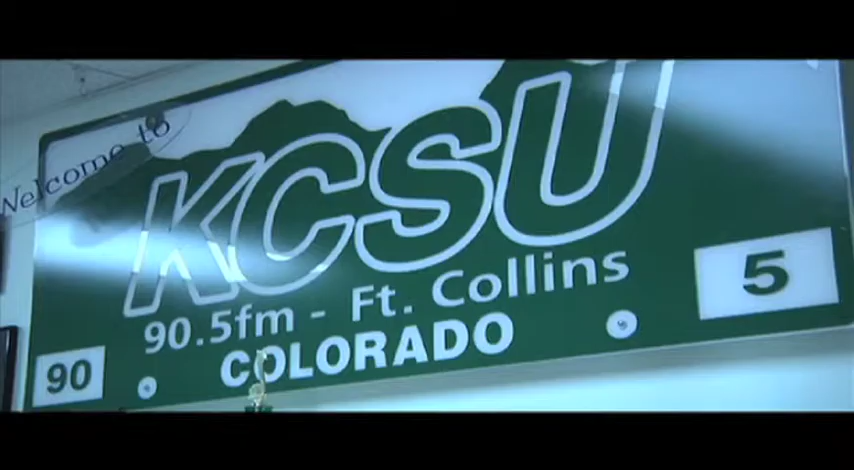 Welcome to
KCSU
90.5fm - Ft. Collins
COLORADO
90
5